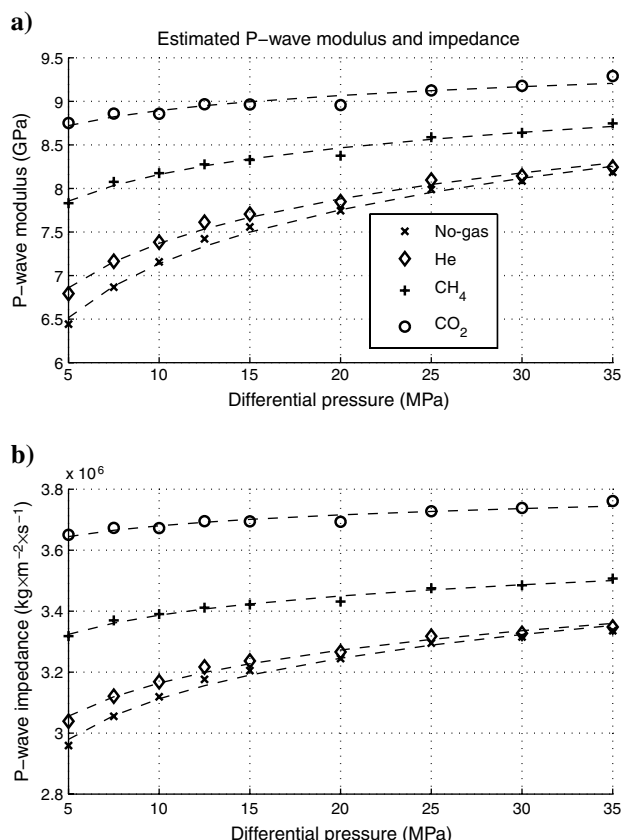 a)
Estimated P−wave modulus and impedance
9.5
9
8.5
8
7.5
7
6.5
6
P−wave modulus (GPa)
No-gas
He
CH4
CO2
5 10 15 20 25 30 35
Differential pressure (MPa)
b)
x 10^6
3.8
3.6
3.4
3.2
3
2.8
P−wave impedance (kg×m−2×s−1)
5 10 15 20 25 30 35
Differential pressure (MPa)